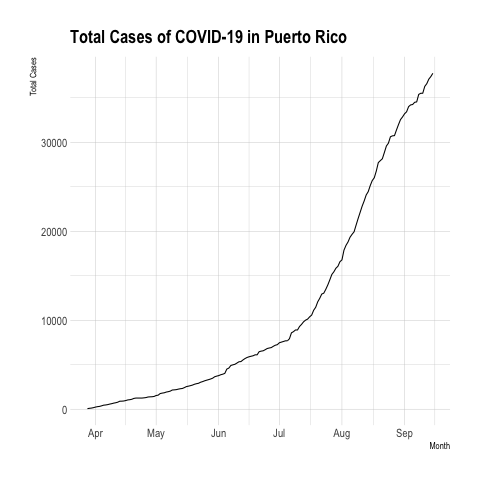 Total Cases of COVID-19 in Puerto Rico
Total Cases
30000
20000
10000
0
Apr May Jun Jul Aug Sep
Month